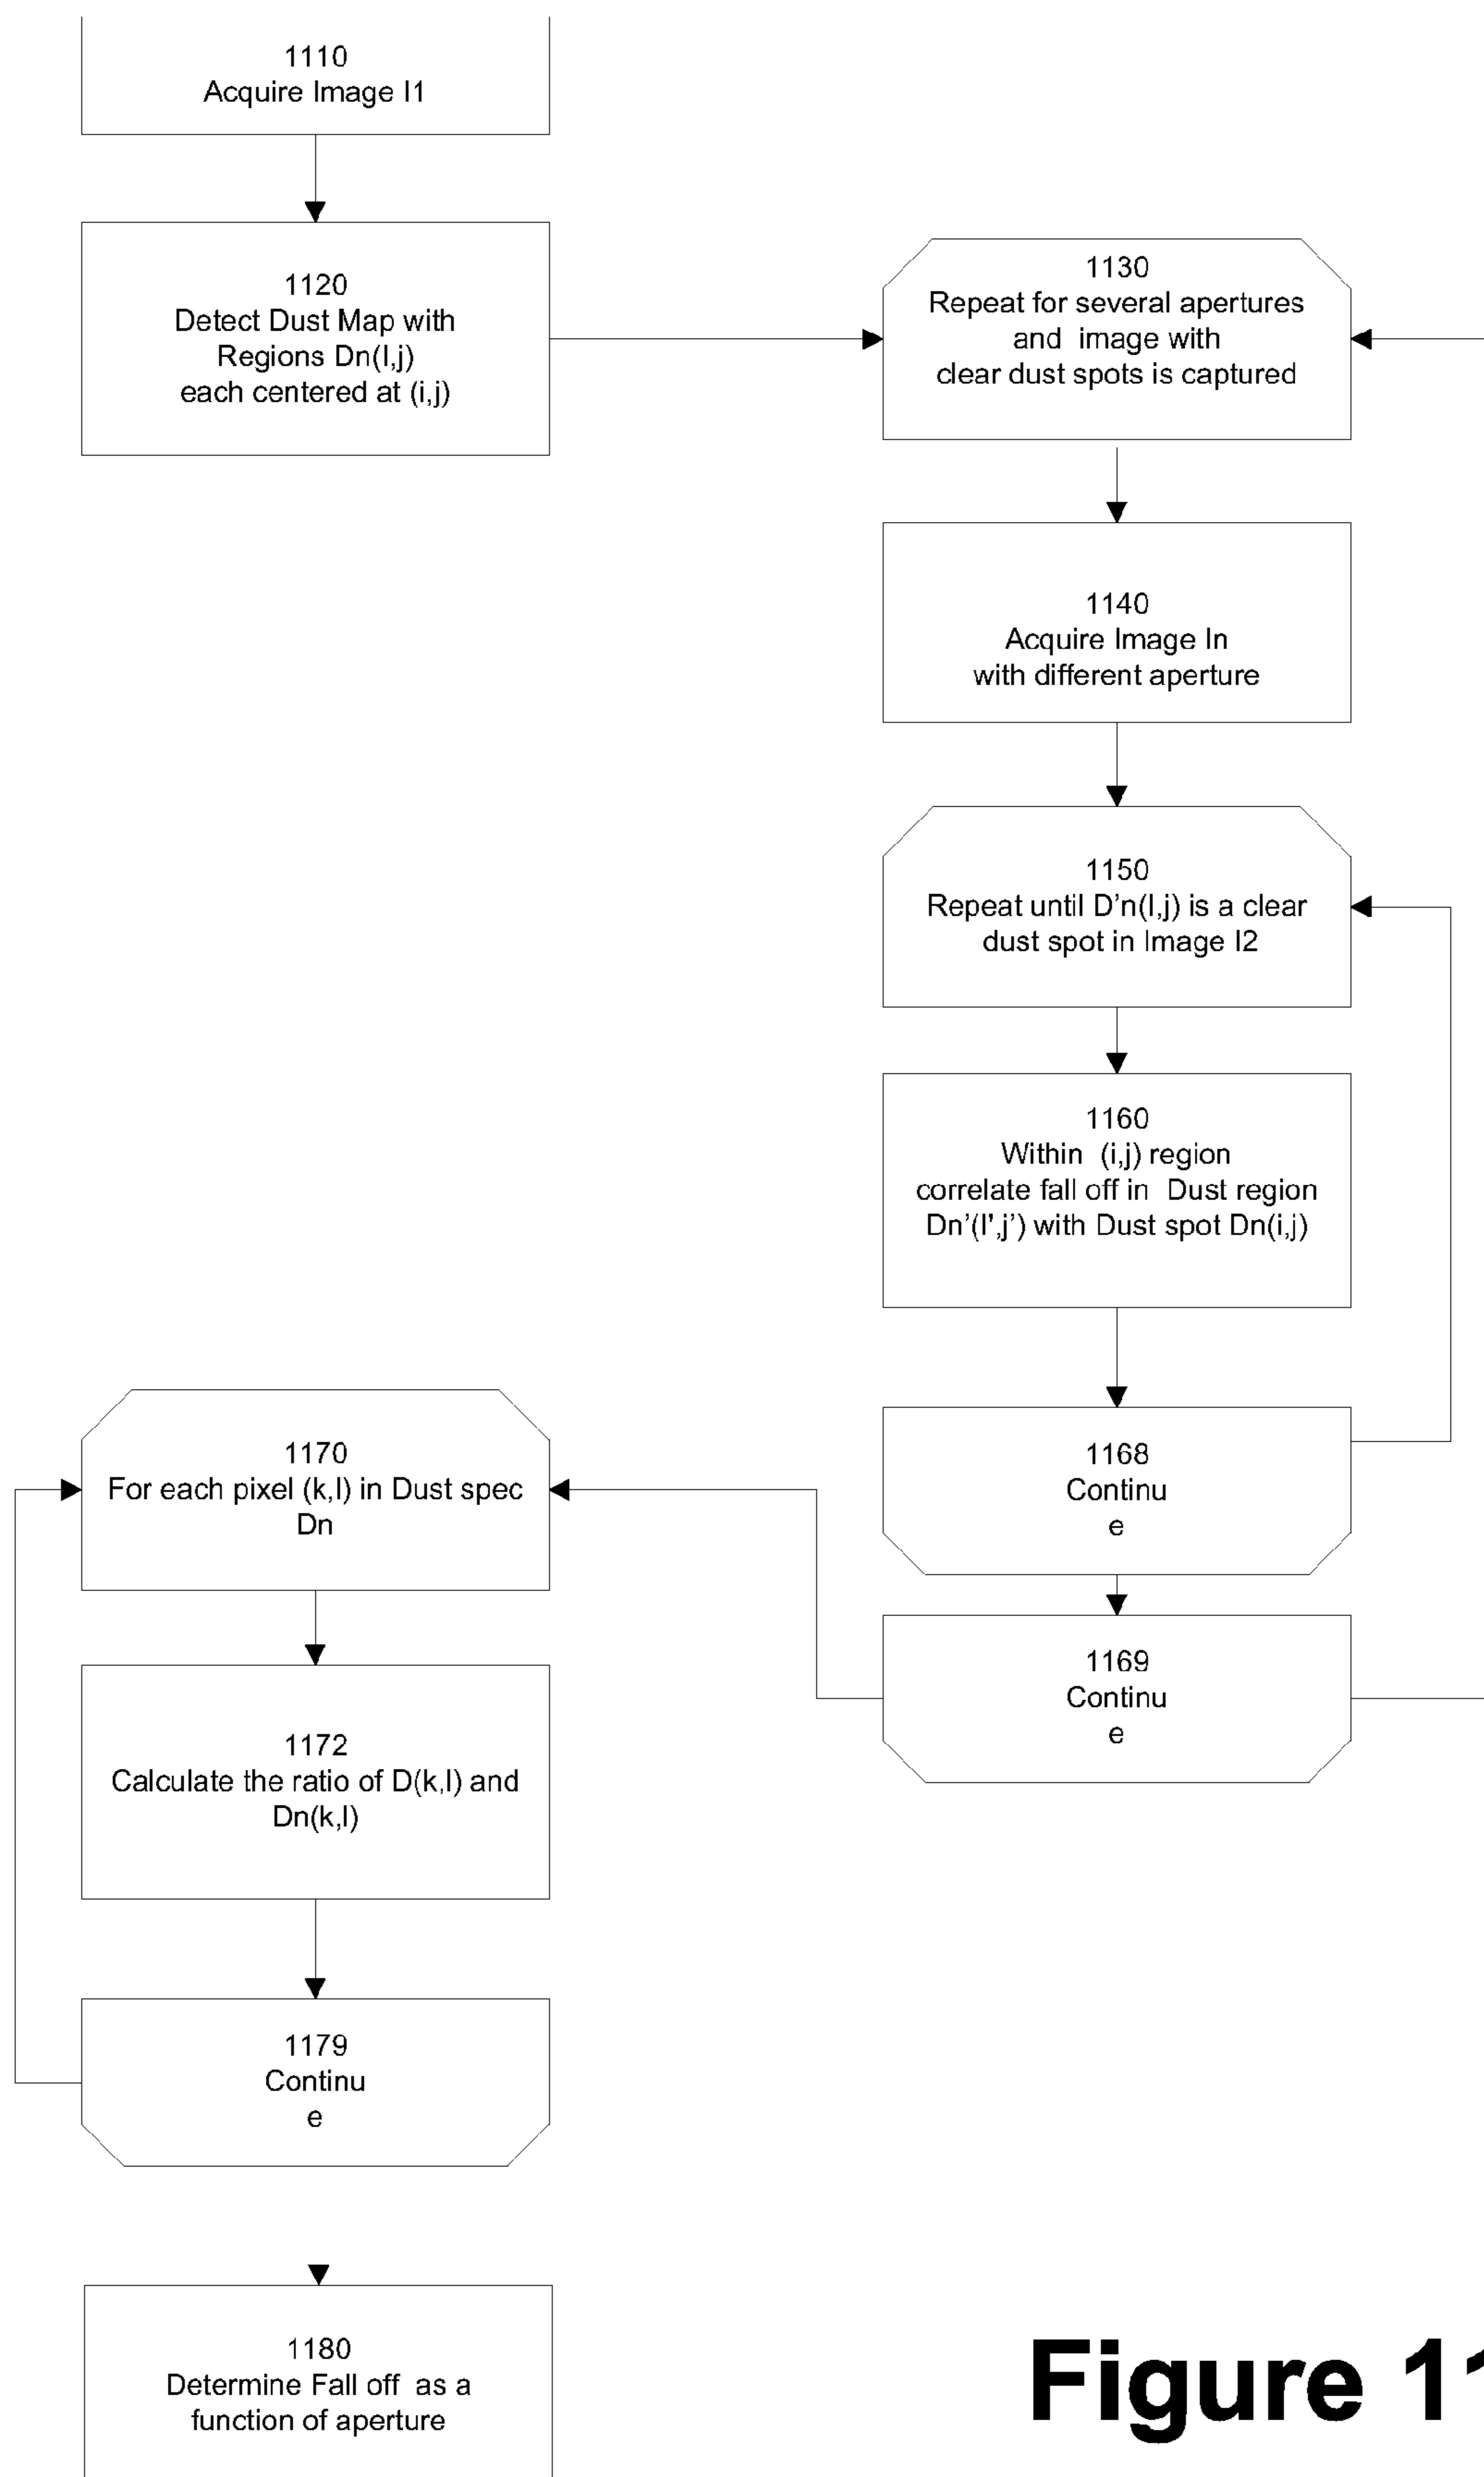 1110
Acquire Image I1
1120
Detect Dust Map with
Regions Dn(I,j)
each centered at (i,j)
1130
Repeat for several apertures
and image with
clear dust spots is captured
1140
Acquire Image In
with different aperture
1150
Repeat until D'n(I,j) is a clear
dust spot in Image I2
1160
Within (i,j) region
correlate fall off in Dust region
Dn'(I',j') with Dust spot Dn(i,j)
1168
Continu
e
1169
Continu
e
1170
For each pixel (k,l) in Dust spec
Dn
1172
Calculate the ratio of D(k,l) and
Dn(k,l)
1179
Continu
e
1180
Determine Fall off as a
function of aperture
Figure 11